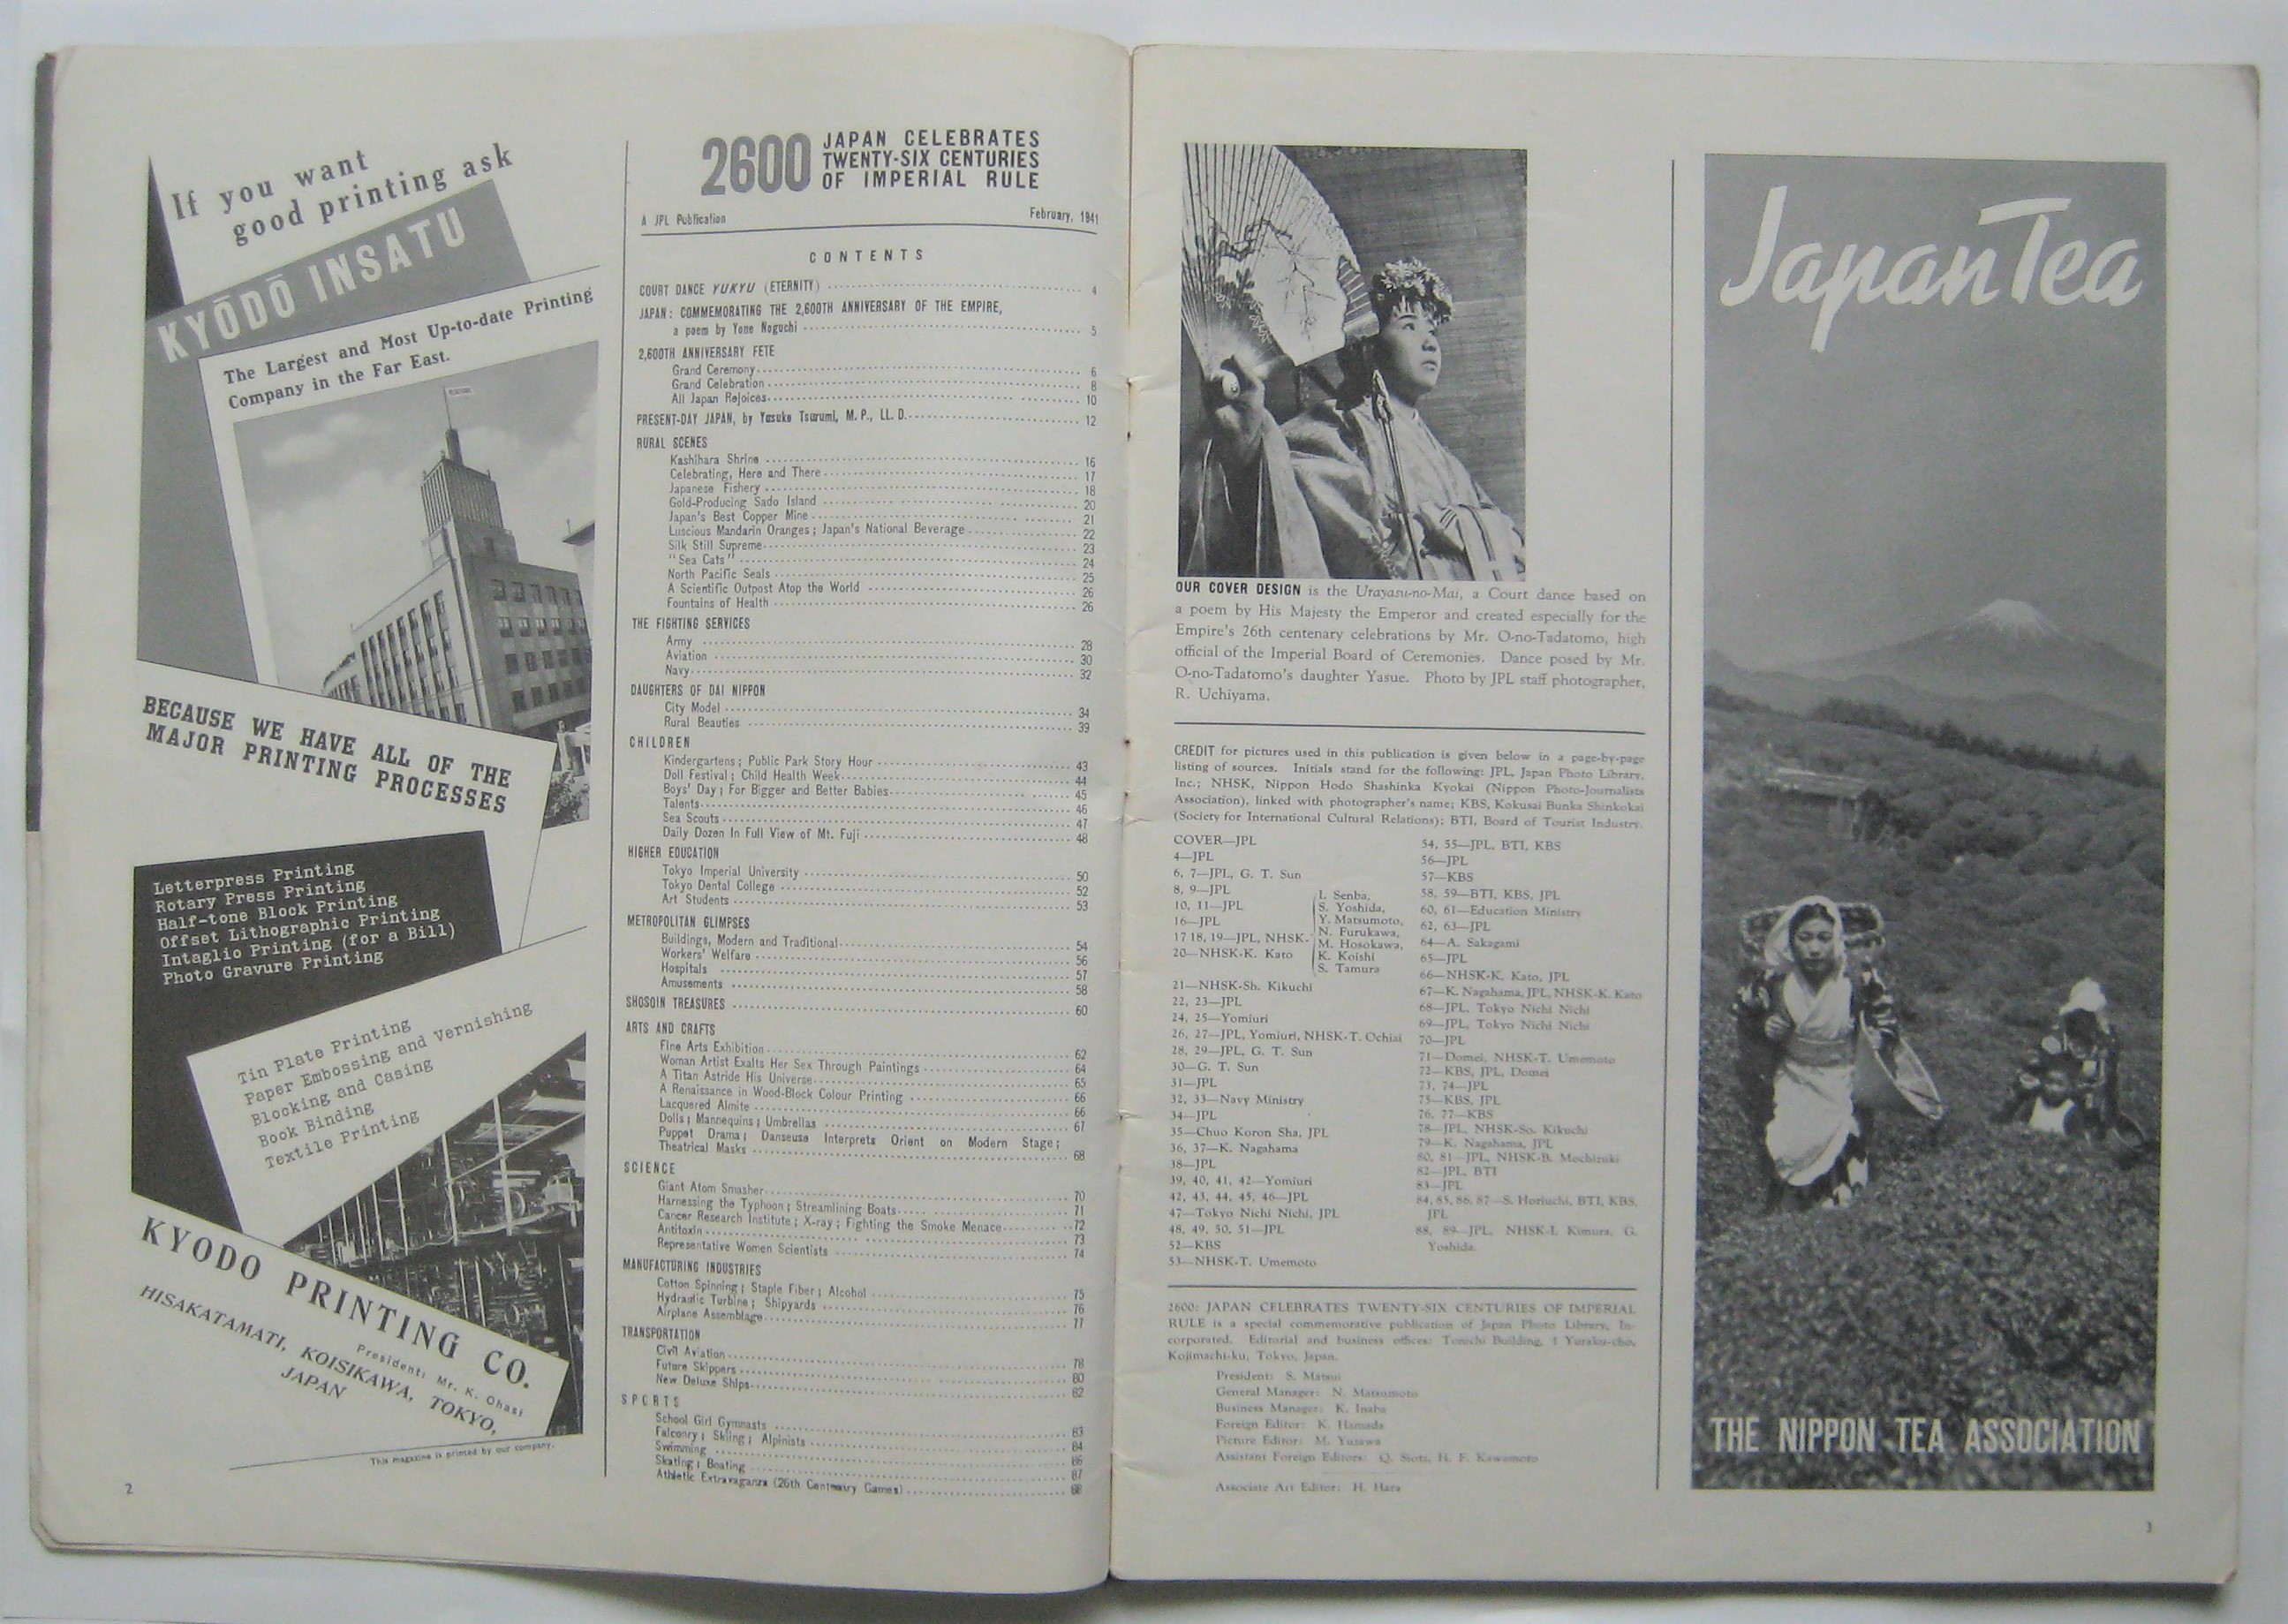 If you want
good printing ask
KYŌDŌ INSATU
The Largest and Most Up-to-date Printing
Company in the Far East.
BECAUSE WE HAVE ALL OF THE
MAJOR PRINTING PROCESSES
Letterpress Printing
Rotary Press Printing
Half-tone Block Printing
Offset Lithographic Printing
Intaglio Printing (for a Bill)
Photo Gravure Printing
Tin Plate Printing
Paper Embossing and Vernishing
Blocking and Casing
Book Binding
Textile Printing
KYODO PRINTING CO.
President: Mr. K. Ohasi
HISAKATAMATI, KOISIKAWA, TOKYO,
JAPAN
This magazine is printed by our company.
2
2600 JAPAN CELEBRATES
TWENTY-SIX CENTURIES
OF IMPERIAL RULE
A JPL Publication February, 1941
CONTENTS
COURT DANCE YUKYU (ETERNITY) 4
JAPAN: COMMEMORATING THE 2,600TH ANNIVERSARY OF THE EMPIRE,
a poem by Yone Noguchi 5
2,600TH ANNIVERSARY FETE
Grand Ceremony 6
Grand Celebration 8
All Japan Rejoices 10
PRESENT-DAY JAPAN, by Yusuke Tsurumi, M.P., LL.D. 12
RURAL SCENES
Kashihara Shrine 16
Celebrating, Here and There 17
Japanese Fishery 18
Gold-Producing Sado Island 20
Japan's Best Copper Mine 21
Luscious Mandarin Oranges; Japan's National Beverage 22
Silk Still Supreme 23
"Sea Cats" 24
North Pacific Seals 25
A Scientific Outpost Atop the World 26
Fountains of Health 26
THE FIGHTING SERVICES
Army 28
Aviation 30
Navy 32
DAUGHTERS OF DAI NIPPON
City Model 34
Rural Beauties 39
CHILDREN
Kindergartens; Public Park Story Hour 43
Doll Festival; Child Health Week 44
Boys' Day; For Bigger and Better Babies 45
Talents 46
Sea Scouts 47
Daily Dozen In Full View of Mt. Fuji 48
HIGHER EDUCATION
Tokyo Imperial University 50
Tokyo Dental College 52
Art Students 53
METROPOLITAN GLIMPSES
Buildings, Modern and Traditional 54
Workers' Welfare 56
Hospitals 57
Amusements 58
SHOSOIN TREASURES 60
ARTS AND CRAFTS
Fine Arts Exhibition 62
Woman Artist Exalts Her Sex Through Paintings 64
A Titan Astride His Universe 65
A Renaissance in Wood-Block Colour Printing 66
Lacquered Almite 66
Dolls; Mannequins; Umbrellas 67
Puppet Drama; Danseuse Interprets Orient on Modern Stage;
Theatrical Masks 68
SCIENCE
Giant Atom Smasher 70
Harnessing the Typhoon; Streamlining Boats 71
Cancer Research Institute; X-ray; Fighting the Smoke Menace 72
Antitoxin 73
Representative Women Scientists 74
MANUFACTURING INDUSTRIES
Cotton Spinning; Staple Fiber; Alcohol 75
Hydraulic Turbine; Shipyards 76
Airplane Assemblage 77
TRANSPORTATION
Civil Aviation 78
Future Skippers 80
New Deluxe Ships 82
SPORTS
School Girl Gymnasts 83
Falconry; Skiing; Alpinists 84
Swimming 86
Skating; Boating 87
Athletic Extravaganza (26th Centenary Games) 88
OUR COVER DESIGN is the Urayasu-no-Mai, a Court dance based on
a poem by His Majesty the Emperor and created especially for the
Empire's 26th centenary celebrations by Mr. O-no-Tadatomo, high
official of the Imperial Board of Ceremonies. Dance posed by Mr.
O-no-Tadatomo's daughter Yasue. Photo by JPL staff photographer,
R. Uchiyama.
CREDIT for pictures used in this publication is given below in a page-by-page
listing of sources. Initials stand for the following: JPL, Japan Photo Library,
Inc.; NHSK, Nippon Hodo Shashinka Kyokai (Nippon Photo-Journalists
Association), linked with photographer's name; KBS, Kokusai Bunka Shinkokai
(Society for International Cultural Relations); BTI, Board of Tourist Industry.
COVER—JPL
4—JPL
6, 7—JPL, G. T. Sun
8, 9—JPL
10, 11—JPL
16—JPL
17 18, 19—JPL, NHSK-
20—NHSK-K. Kato
I. Senba,
S. Yoshida,
Y. Matsumoto,
N. Furukawa,
M. Hosokawa,
K. Koishi
S. Tamura
21—NHSK-Sh. Kikuchi
22, 23—JPL
24, 25—Yomiuri
26, 27—JPL, Yomiuri, NHSK-T. Ochiai
28, 29—JPL, G. T. Sun
30—G. T. Sun
31—JPL
32, 33—Navy Ministry
34—JPL
35—Chuo Koron Sha, JPL
36, 37—K. Nagahama
38—JPL
39, 40, 41, 42—Yomiuri
42, 43, 44, 45, 46—JPL
47—Tokyo Nichi Nichi, JPL
48, 49, 50, 51—JPL
52—KBS
53—NHSK-T. Umemoto
54, 55—JPL, BTI, KBS
56—JPL
57—KBS
58, 59—BTI, KBS, JPL
60, 61—Education Ministry
62, 63—JPL
64—A. Sakagami
65—JPL
66—NHSK-K. Kato, JPL
67—K. Nagahama, JPL, NHSK-K. Kato
68—JPL, Tokyo Nichi Nichi
69—JPL, Tokyo Nichi Nichi
70—JPL
71—Domei, NHSK-T. Umemoto
72—KBS, JPL, Domei
73, 74—JPL
75—KBS, JPL
76, 77—KBS
78—JPL, NHSK-So. Kikuchi
79—K. Nagahama, JPL
80, 81—JPL, NHSK-B. Mochizuki
82—JPL, BTI
83—JPL
84, 85, 86, 87—S. Horiuchi, BTI, KBS,
JPL
88, 89—JPL, NHSK-I. Kimura, G.
Yoshida.
2600: JAPAN CELEBRATES TWENTY-SIX CENTURIES OF IMPERIAL
RULE is a special commemorative publication of Japan Photo Library, In-
corporated. Editorial and business offices: Tonichi Building, 1 Yuraku-cho,
Kojimachi-ku, Tokyo, Japan.
President: S. Matsui
General Manager: N. Matsumoto
Business Manager: K. Inaba
Foreign Editor: K. Hamada
Picture Editor: M. Yuzawa
Assistant Foreign Editors: Q. Sioti, H. F. Kawamoto
Associate Art Editor: H. Hara
Japan Tea
THE NIPPON TEA ASSOCIATION
3